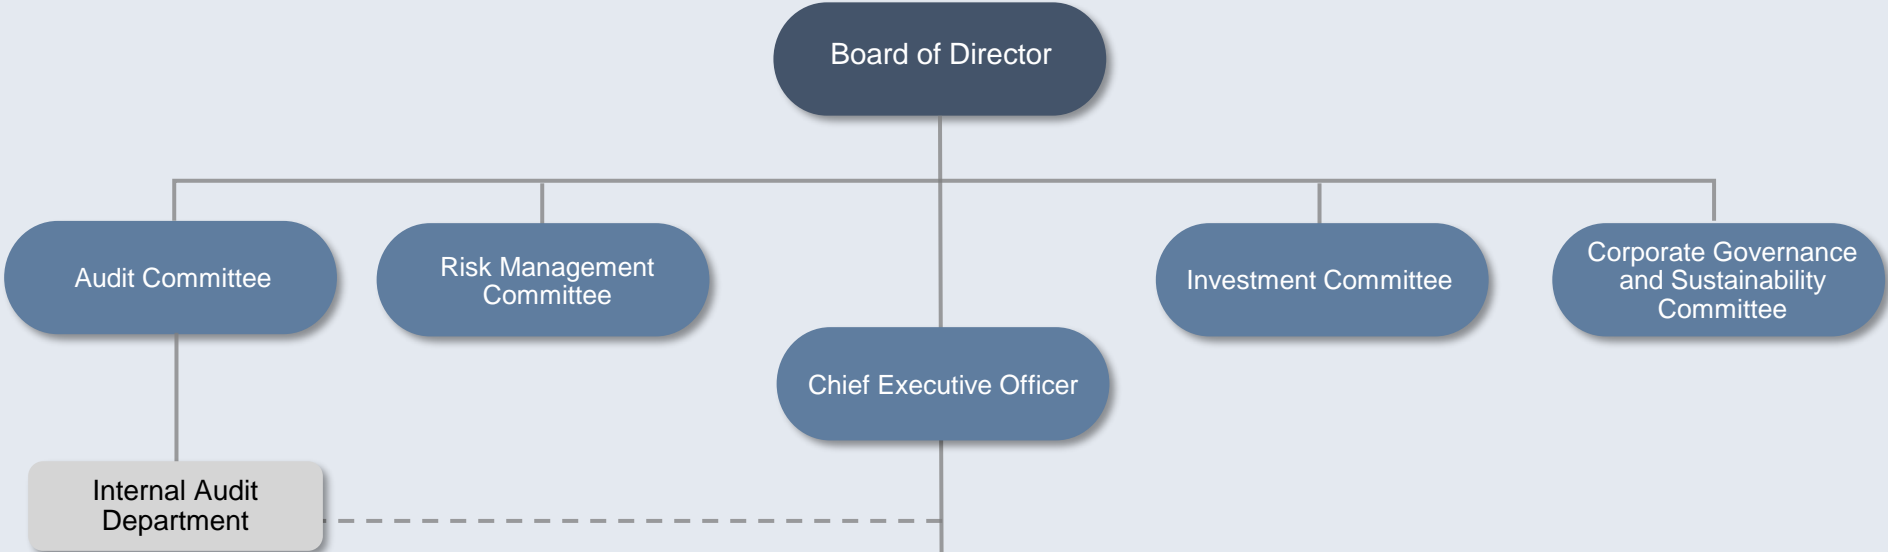 Board of Director
Audit Committee
Risk Management
Committee
Investment Committee
Corporate Governance
and Sustainability
Committee
Chief Executive Officer
Internal Audit
Department